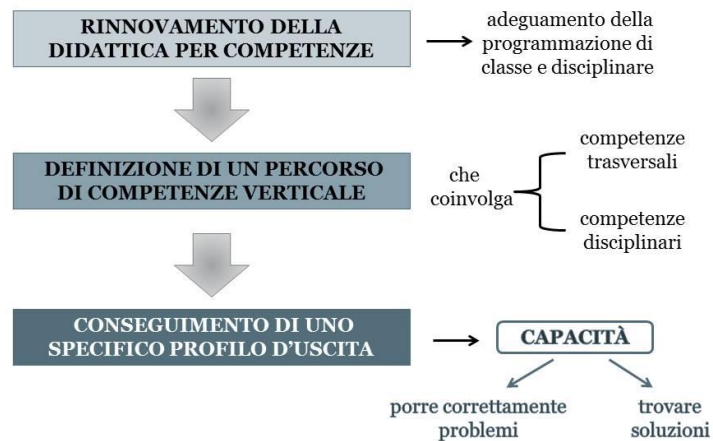 RINNOVAMENTO DELLA
DIDATTICA PER COMPETENZE
adeguamento della
programmazione di
classe e disciplinare
DEFINIZIONE DI UN PERCORSO
DI COMPETENZE VERTICALE
che
coinvolga
competenze
trasversali
competenze
disciplinari
CONSEGUIMENTO DI UNO
SPECIFICO PROFILO D'USCITA
CAPACITÀ
porre correttamente
problemi
trovare
soluzioni